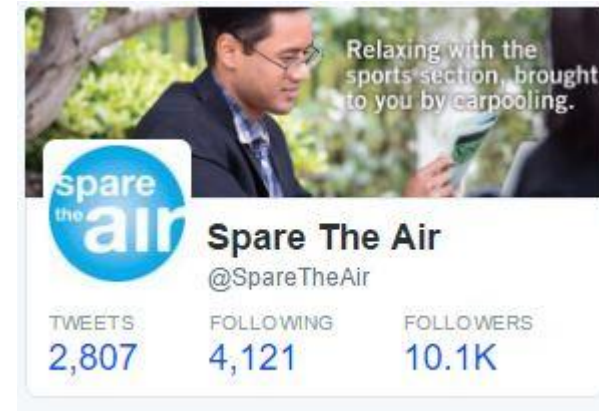 Relaxing with the
sports section, brought
to you by carpooling.
spare
the
air
Spare The Air
@SpareTheAir
TWEETS FOLLOWING FOLLOWERS
2,807 4,121 10.1K